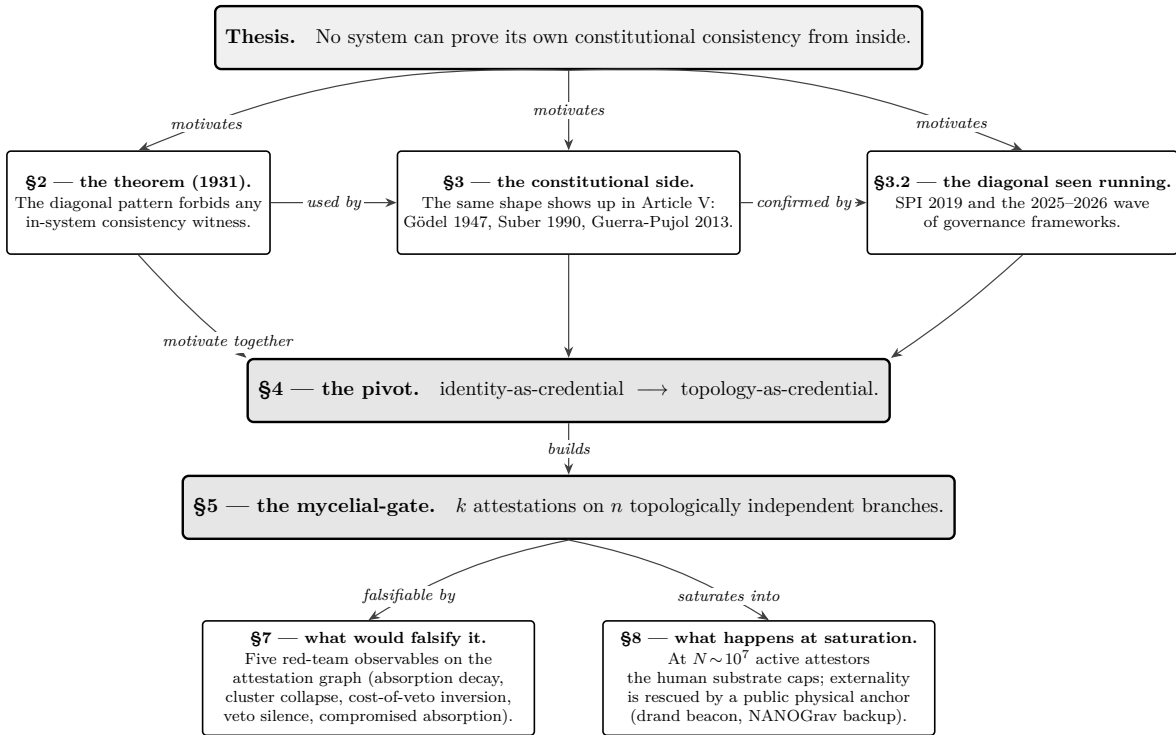 Thesis. No system can prove its own constitutional consistency from inside.
motivates
motivates
motivates
§2 — the theorem (1931).
The diagonal pattern forbids any
in-system consistency witness.
used by
§3 — the constitutional side.
The same shape shows up in Article V:
Gödel 1947, Suber 1990, Guerra-Pujol 2013.
confirmed by
§3.2 — the diagonal seen running.
SPI 2019 and the 2025–2026 wave
of governance frameworks.
motivate together
§4 — the pivot. identity-as-credential ⟶ topology-as-credential.
builds
§5 — the mycelial-gate. k attestations on n topologically independent branches.
falsifiable by
saturates into
§7 — what would falsify it.
Five red-team observables on the
attestation graph (absorption decay,
cluster collapse, cost-of-veto inversion,
veto silence, compromised absorption).
§8 — what happens at saturation.
At N ∼ 10⁷ active attestors
the human substrate caps; externality
is rescued by a public physical anchor
(drand beacon, NANOGrav backup).